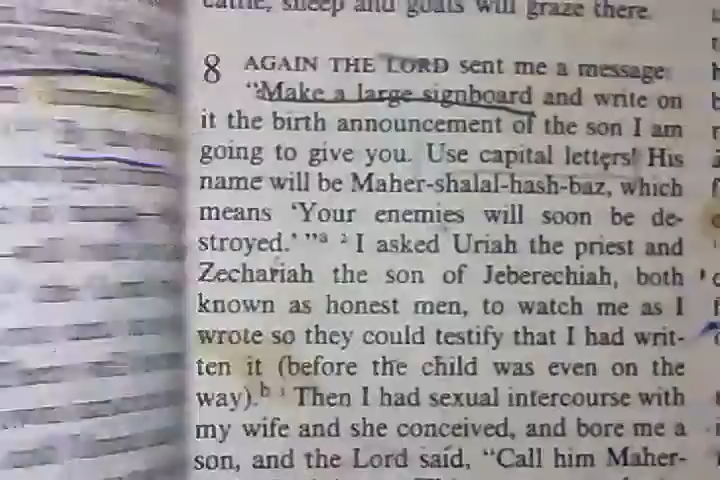 cattle, sheep and goats will graze there.
8 AGAIN THE LORD sent me a message:
"Make a large signboard and write on
it the birth announcement of the son I am
going to give you. Use capital letters! His
name will be Maher-shalal-hash-baz, which
means 'Your enemies will soon be de-
stroyed.' "a 2 I asked Uriah the priest and
Zechariah the son of Jeberechiah, both
known as honest men, to watch me as I
wrote so they could testify that I had writ-
ten it (before the child was even on the
way).b 3 Then I had sexual intercourse with
my wife and she conceived, and bore me a
son, and the Lord said, "Call him Maher-